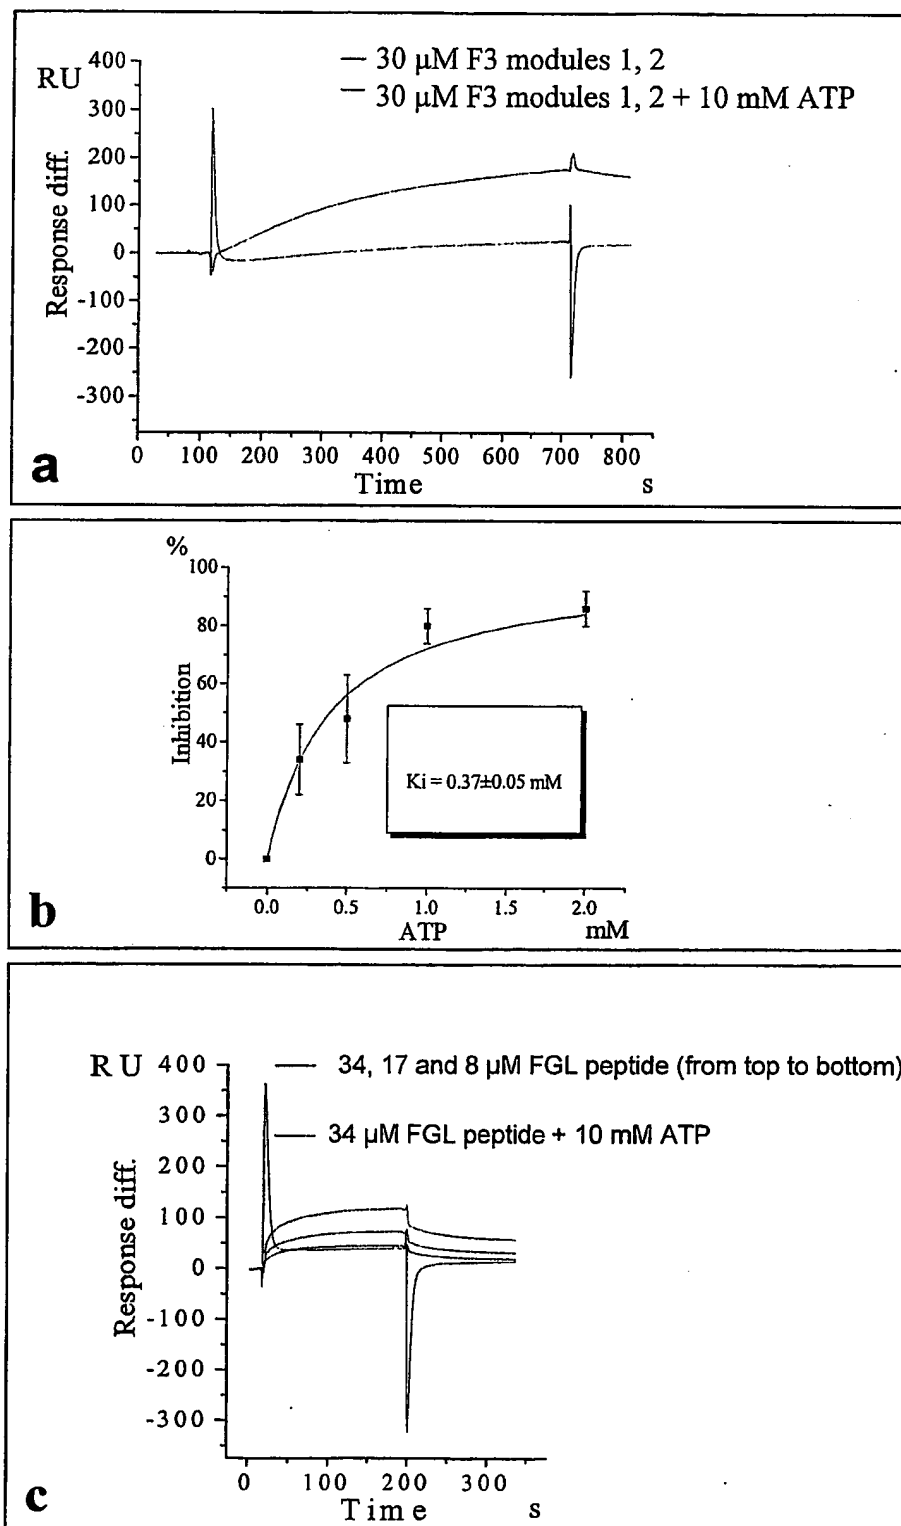 RU
400
300
200
100
0
-100
-200
-300
Response diff.
— 30 μM F3 modules 1, 2
— 30 μM F3 modules 1, 2 + 10 mM ATP
0 100 200 300 400 500 600 700 800
Time s
a
%
100
80
60
40
20
0
Inhibition
Ki = 0.37±0.05 mM
0.0 0.5 1.0 1.5 2.0
ATP mM
b
RU
400
300
200
100
0
-100
-200
-300
Response diff.
— 34, 17 and 8 μM FGL peptide (from top to bottom)
— 34 μM FGL peptide + 10 mM ATP
0 100 200 300
Time s
c